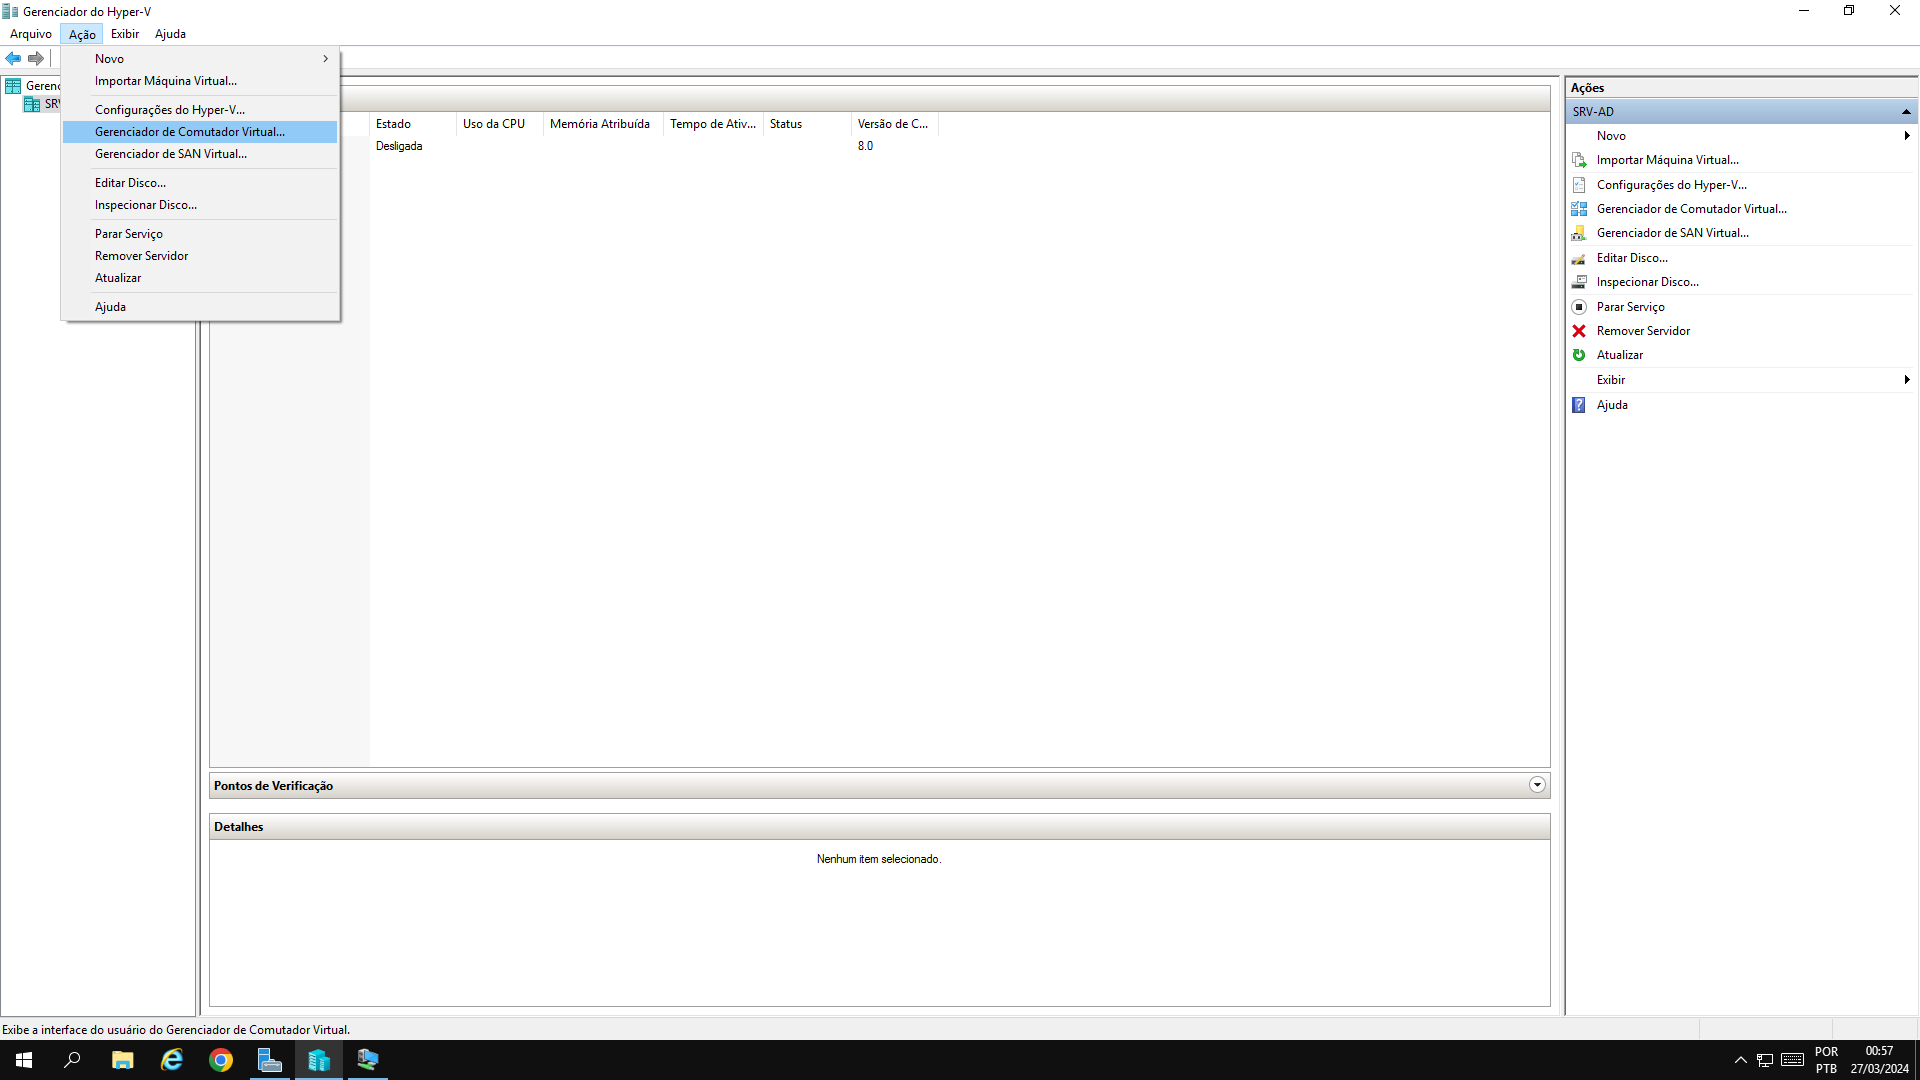 Gerenciador do Hyper-V
Arquivo Ação Exibir Ajuda
Novo
Importar Máquina Virtual...
Configurações do Hyper-V...
Gerenciador de Comutador Virtual...
Gerenciador de SAN Virtual...
Editar Disco...
Inspecionar Disco...
Parar Serviço
Remover Servidor
Atualizar
Ajuda
Estado Uso da CPU Memória Atribuída Tempo de Ativ... Status Versão de C...
Desligada 8.0
Pontos de Verificação
Detalhes
Nenhum item selecionado.
Ações
SRV-AD
Novo
Importar Máquina Virtual...
Configurações do Hyper-V...
Gerenciador de Comutador Virtual...
Gerenciador de SAN Virtual...
Editar Disco...
Inspecionar Disco...
Parar Serviço
Remover Servidor
Atualizar
Exibir
Ajuda
Exibe a interface do usuário do Gerenciador de Comutador Virtual.
POR
PTB
00:57
27/03/2024